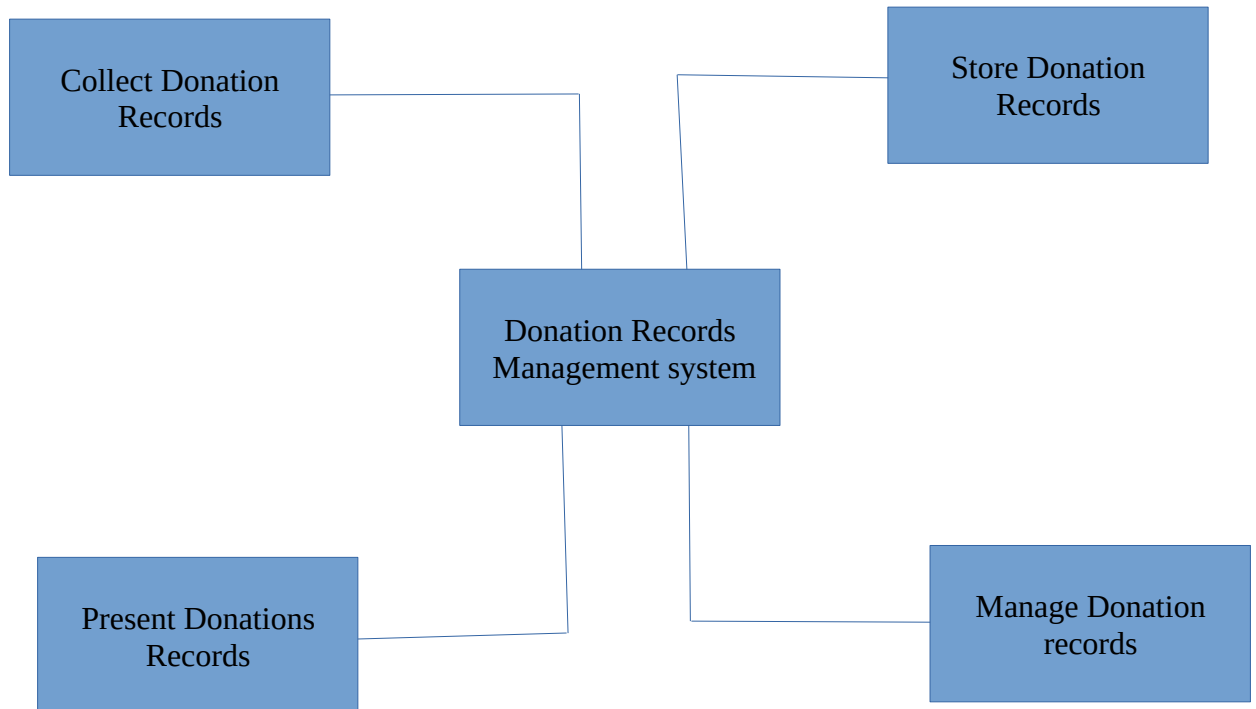 Collect Donation
Records
Store Donation
Records
Donation Records
Management system
Present Donations
Records
Manage Donation
records